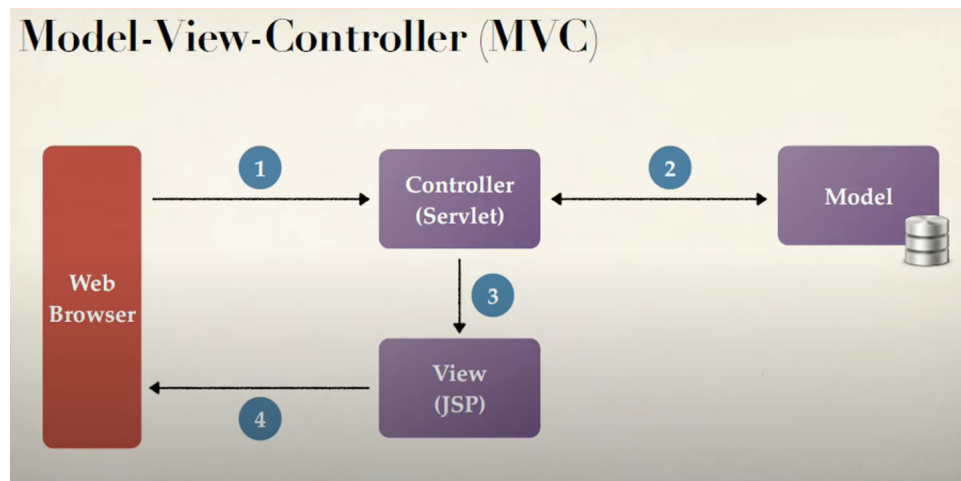 Model-View-Controller (MVC)
1
2
Controller
(Servlet)
Model
Web
Browser
3
View
(JSP)
4